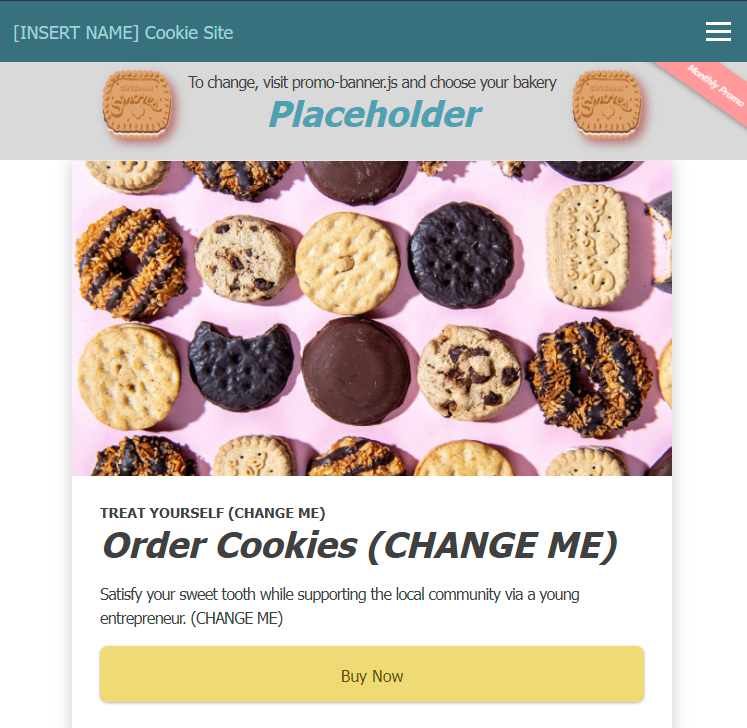 [INSERT NAME] Cookie Site
To change, visit promo-banner.js and choose your bakery
Placeholder
Monthly Promo
TREAT YOURSELF (CHANGE ME)
Order Cookies (CHANGE ME)
Satisfy your sweet tooth while supporting the local community via a young
entrepreneur. (CHANGE ME)
Buy Now